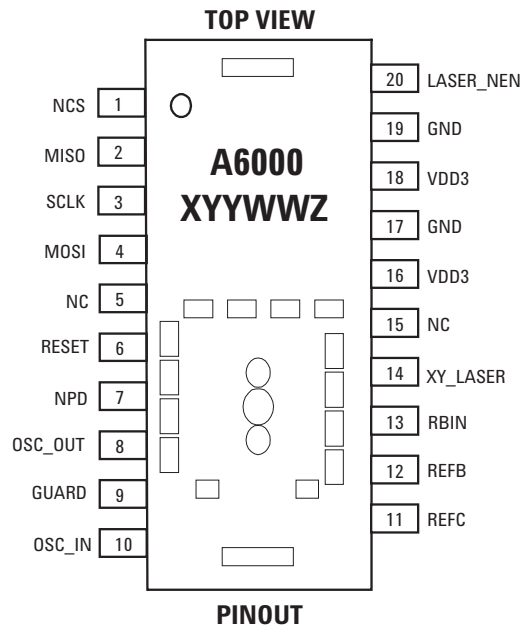 TOP VIEW
A6000
XYYWWZ
NCS 1
MISO 2
SCLK 3
MOSI 4
NC 5
RESET 6
NPD 7
OSC_OUT 8
GUARD 9
OSC_IN 10
20 LASER_NEN
19 GND
18 VDD3
17 GND
16 VDD3
15 NC
14 XY_LASER
13 RBIN
12 REFB
11 REFC
PINOUT